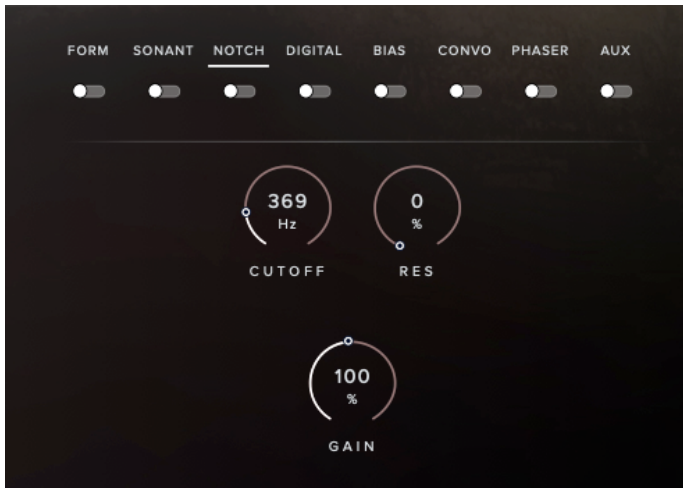 FORM SONANT NOTCH DIGITAL BIAS CONVO PHASER AUX
369 0
Hz %
CUTOFF RES
100
%
GAIN